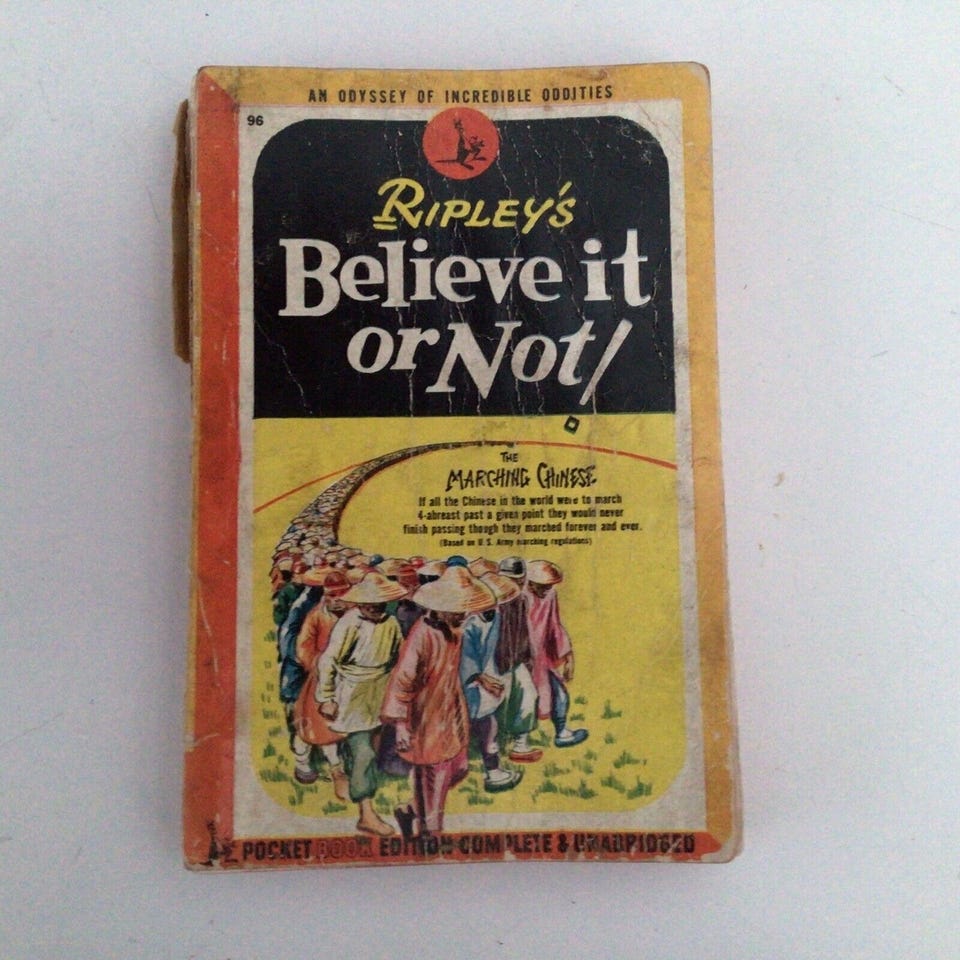 AN ODYSSEY OF INCREDIBLE ODDITIES
96
RIPLEY'S
Believe it
or Not!
THE
MARCHING CHINESE
If all the Chinese in the world were to march
4-abreast past a given point they would never
finish passing though they marched forever and ever.
(Based on U. S. Army marching regulations)
POCKET BOOK EDITION COMPLETE & UNABRIDGED